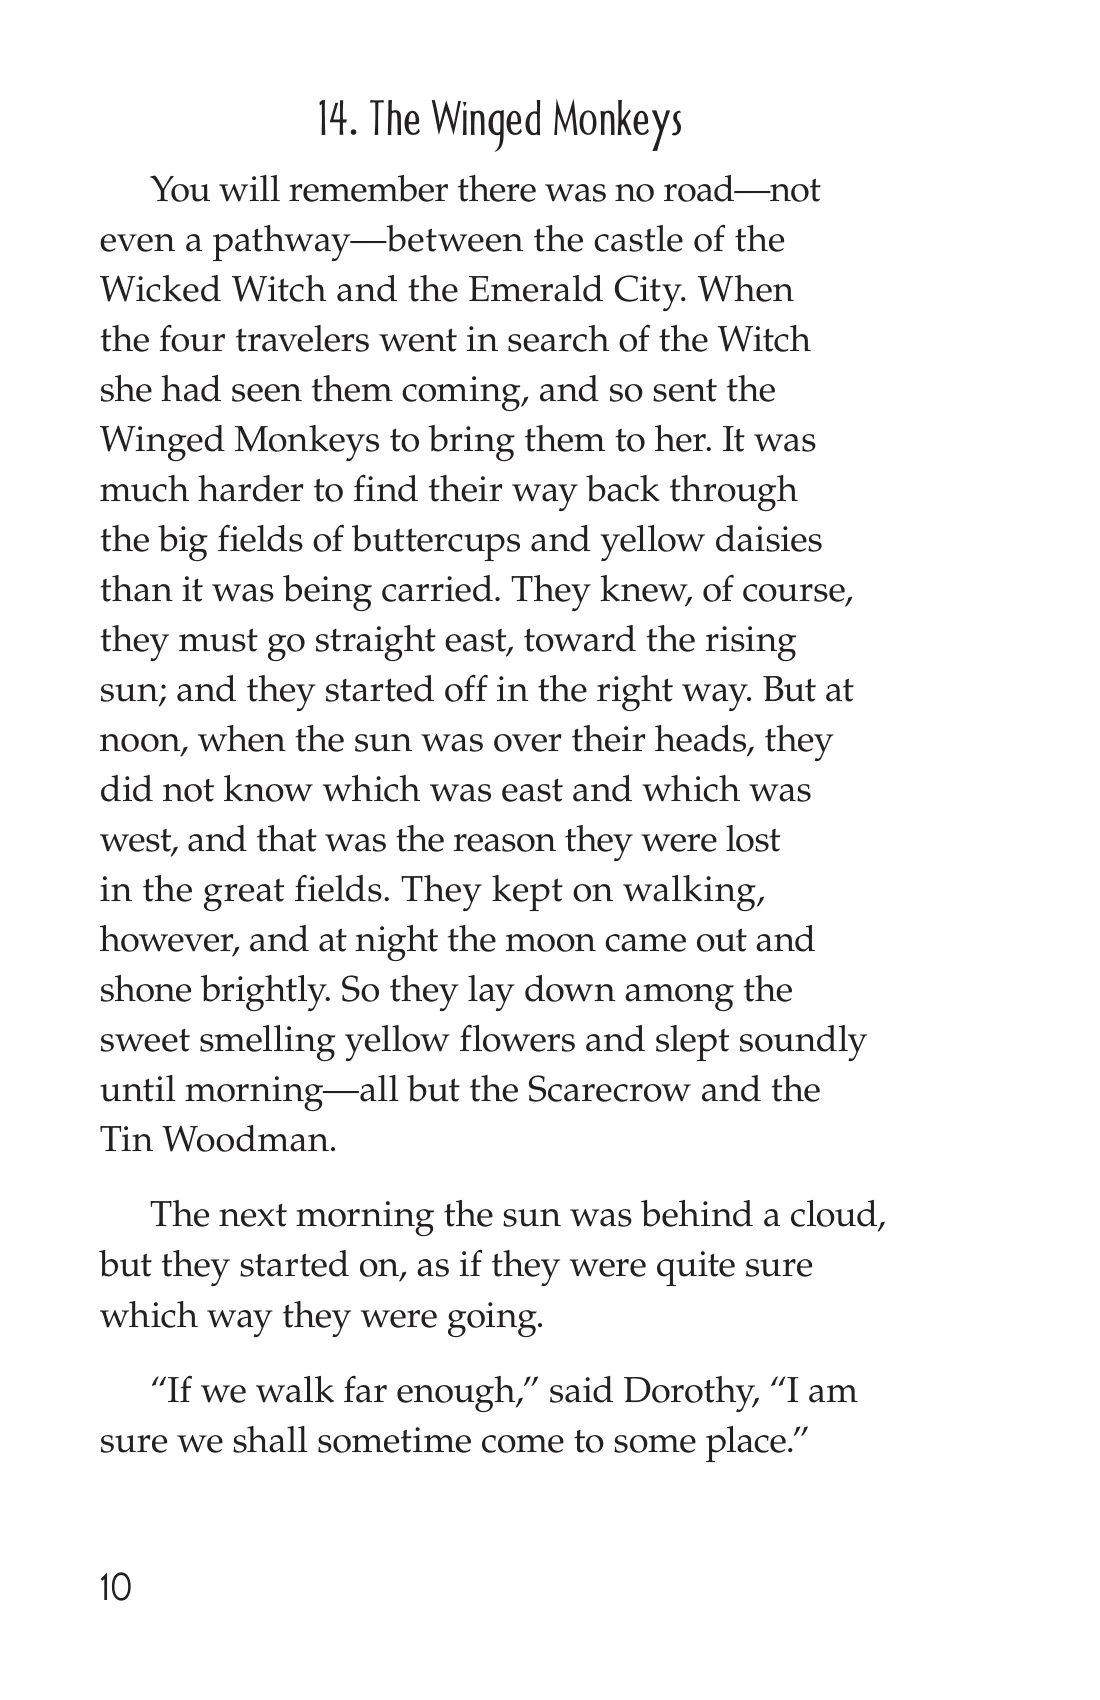 14. The Winged Monkeys
You will remember there was no road—not
even a pathway—between the castle of the
Wicked Witch and the Emerald City. When
the four travelers went in search of the Witch
she had seen them coming, and so sent the
Winged Monkeys to bring them to her. It was
much harder to find their way back through
the big fields of buttercups and yellow daisies
than it was being carried. They knew, of course,
they must go straight east, toward the rising
sun; and they started off in the right way. But at
noon, when the sun was over their heads, they
did not know which was east and which was
west, and that was the reason they were lost
in the great fields. They kept on walking,
however, and at night the moon came out and
shone brightly. So they lay down among the
sweet smelling yellow flowers and slept soundly
until morning—all but the Scarecrow and the
Tin Woodman.
The next morning the sun was behind a cloud,
but they started on, as if they were quite sure
which way they were going.
“If we walk far enough,” said Dorothy, “I am
sure we shall sometime come to some place.”
10